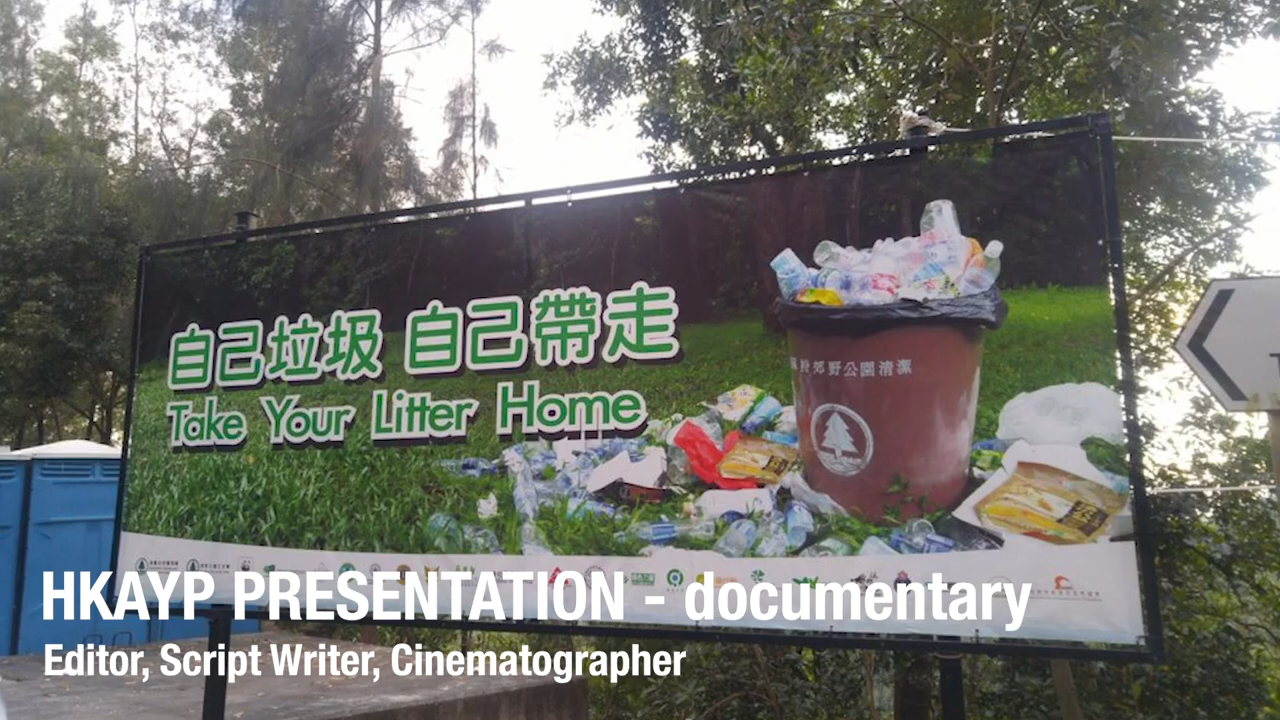 自己垃圾 自己帶走
Take Your Litter Home
郊野公園清潔
HKAYP PRESENTATION - documentary
Editor, Script Writer, Cinematographer